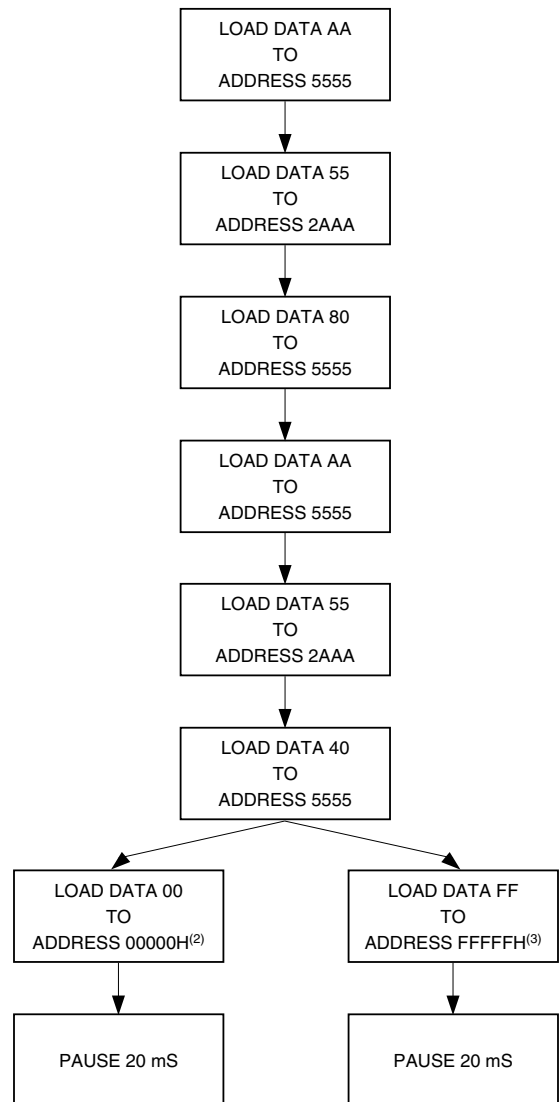 LOAD DATA AA
TO
ADDRESS 5555
LOAD DATA 55
TO
ADDRESS 2AAA
LOAD DATA 80
TO
ADDRESS 5555
LOAD DATA AA
TO
ADDRESS 5555
LOAD DATA 55
TO
ADDRESS 2AAA
LOAD DATA 40
TO
ADDRESS 5555
LOAD DATA 00
TO
ADDRESS 00000H(2)
LOAD DATA FF
TO
ADDRESS FFFFFH(3)
PAUSE 20 mS
PAUSE 20 mS